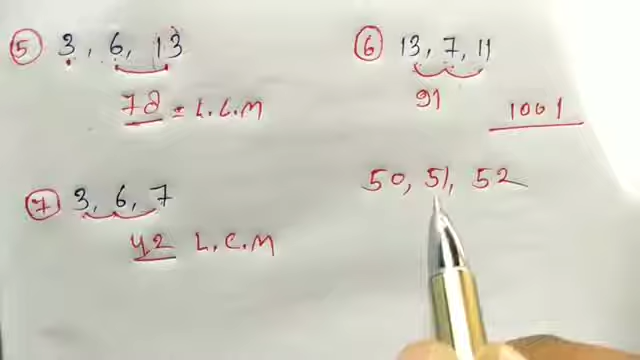 5 3, 6, 13
78 = L.C.M
6 13, 7, 11
91
1001
7 3, 6, 7
42 L.C.M
50, 51, 52